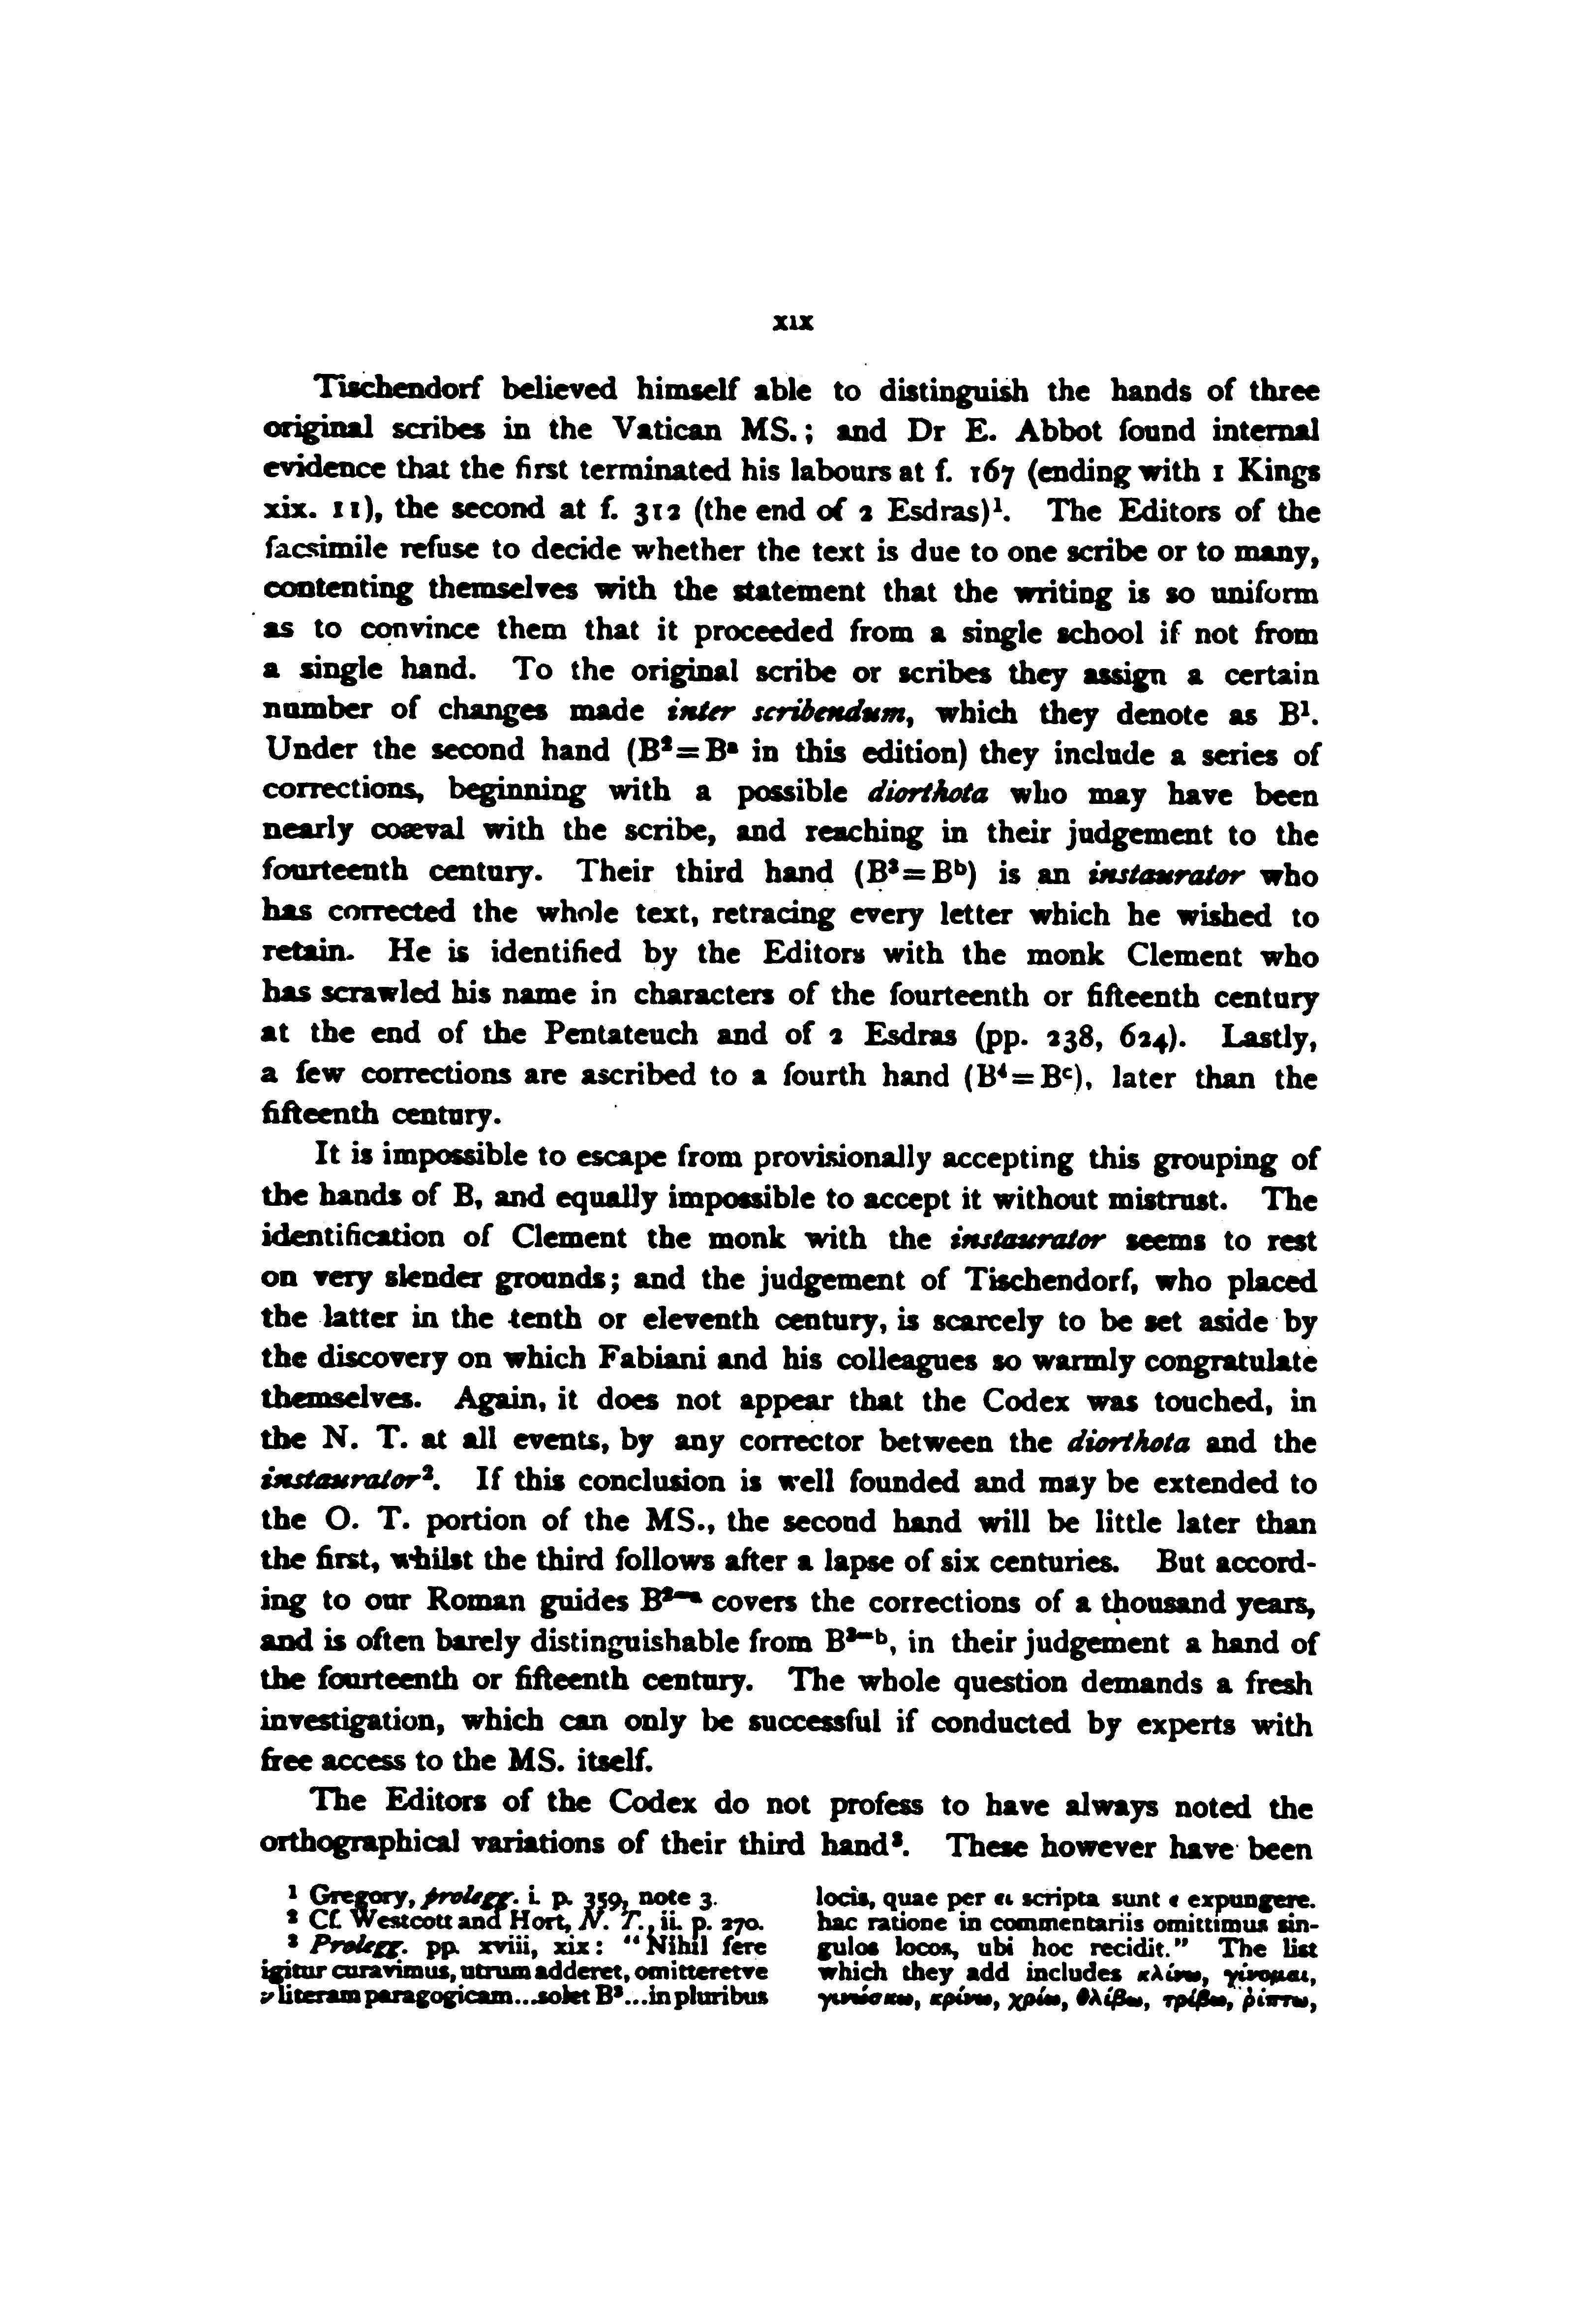 xix
Tischendorf believed himself able to distinguish the hands of three
original scribes in the Vatican MS.; and Dr E. Abbot found internal
evidence that the first terminated his labours at f. 167 (ending with 1 Kings
xix. 11), the second at f. 312 (the end of 2 Esdras)¹. The Editors of the
facsimile refuse to decide whether the text is due to one scribe or to many,
contenting themselves with the statement that the writing is so uniform
as to convince them that it proceeded from a single school if not from
a single hand. To the original scribe or scribes they assign a certain
number of changes made inter scribendum, which they denote as B¹.
Under the second hand (B²=Bᵃ in this edition) they include a series of
corrections, beginning with a possible diorthota who may have been
nearly coæval with the scribe, and reaching in their judgement to the
fourteenth century. Their third hand (B³=Bᵇ) is an instaurator who
has corrected the whole text, retracing every letter which he wished to
retain. He is identified by the Editors with the monk Clement who
has scrawled his name in characters of the fourteenth or fifteenth century
at the end of the Pentateuch and of 2 Esdras (pp. 238, 624). Lastly,
a few corrections are ascribed to a fourth hand (B⁴=Bᶜ), later than the
fifteenth century.
It is impossible to escape from provisionally accepting this grouping of
the hands of B, and equally impossible to accept it without mistrust. The
identification of Clement the monk with the instaurator seems to rest
on very slender grounds; and the judgement of Tischendorf, who placed
the latter in the tenth or eleventh century, is scarcely to be set aside by
the discovery on which Fabiani and his colleagues so warmly congratulate
themselves. Again, it does not appear that the Codex was touched, in
the N. T. at all events, by any corrector between the diorthota and the
instaurator². If this conclusion is well founded and may be extended to
the O. T. portion of the MS., the second hand will be little later than
the first, whilst the third follows after a lapse of six centuries. But accord-
ing to our Roman guides B²⁼ᵃ covers the corrections of a thousand years,
and is often barely distinguishable from B³⁼ᵇ, in their judgement a hand of
the fourteenth or fifteenth century. The whole question demands a fresh
investigation, which can only be successful if conducted by experts with
free access to the MS. itself.
The Editors of the Codex do not profess to have always noted the
orthographical variations of their third hand³. These however have been
¹ Gregory, prolegg. i. p. 359, note 3.
² Cf. Westcott and Hort, N. T., ii. p. 270.
³ Prolegg. pp. xviii, xix: "Nihil fere
igitur curavimus, utrum adderet, omitteretve
ν literam paragogicam...solet B³...in pluribus
locis, quae per ει scripta sunt ε expungere.
hac ratione in commentariis omittimus sin-
gulos locos, ubi hoc recidit." The list
which they add includes κλίνω, γίνομαι,
γινώσκω, κρίνω, χρίω, θλίβω, τρίβω, ῥίπτω,